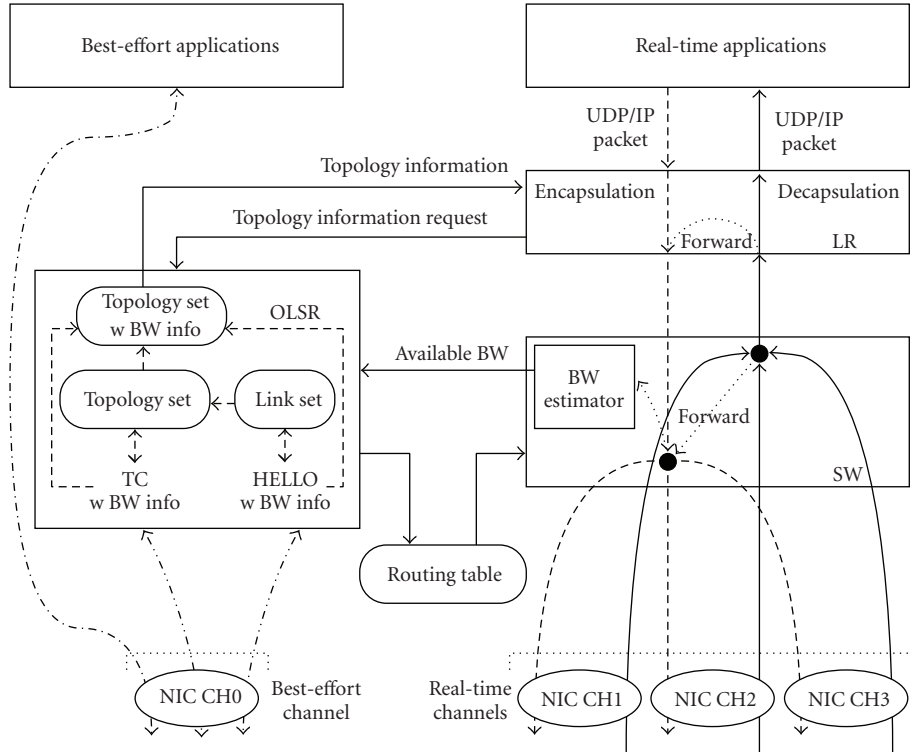 Best-effort applications
Real-time applications
UDP/IP
packet
UDP/IP
packet
Topology information
Encapsulation
Decapsulation
Topology information request
Forward
LR
Topology set
w BW info
OLSR
Available BW
BW
estimator
Topology set
Link set
Forward
TC
w BW info
HELLO
w BW info
SW
Routing table
NIC CH0
Best-effort
channel
Real-time
channels
NIC CH1
NIC CH2
NIC CH3